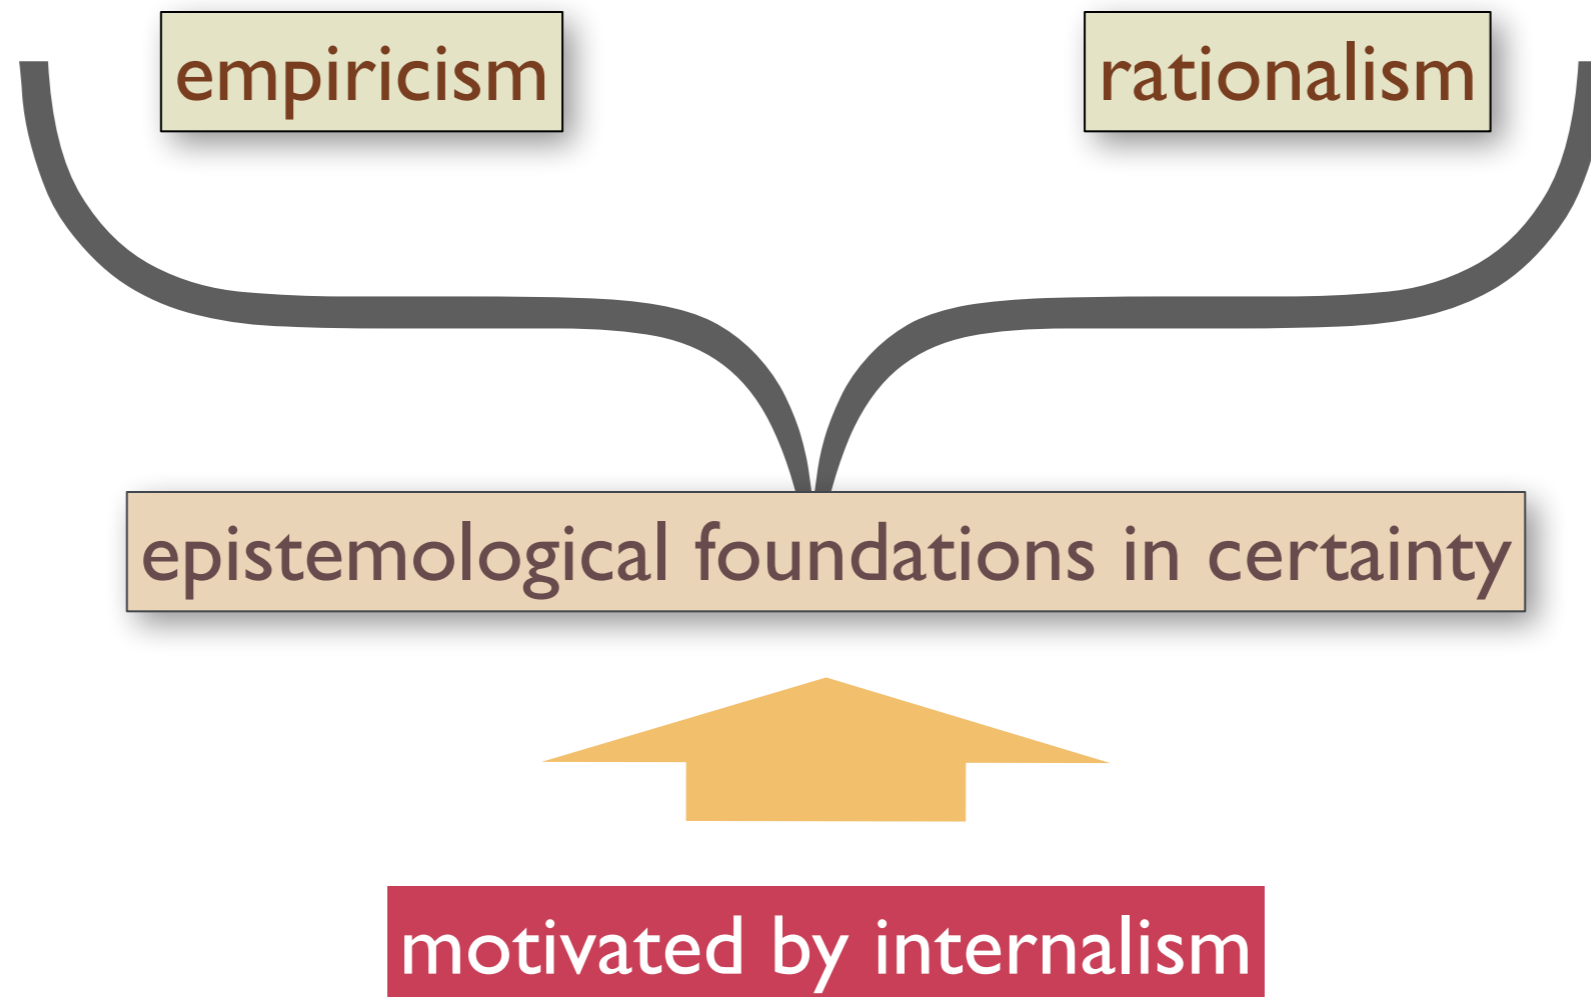 empiricism
rationalism
epistemological foundations in certainty
motivated by internalism